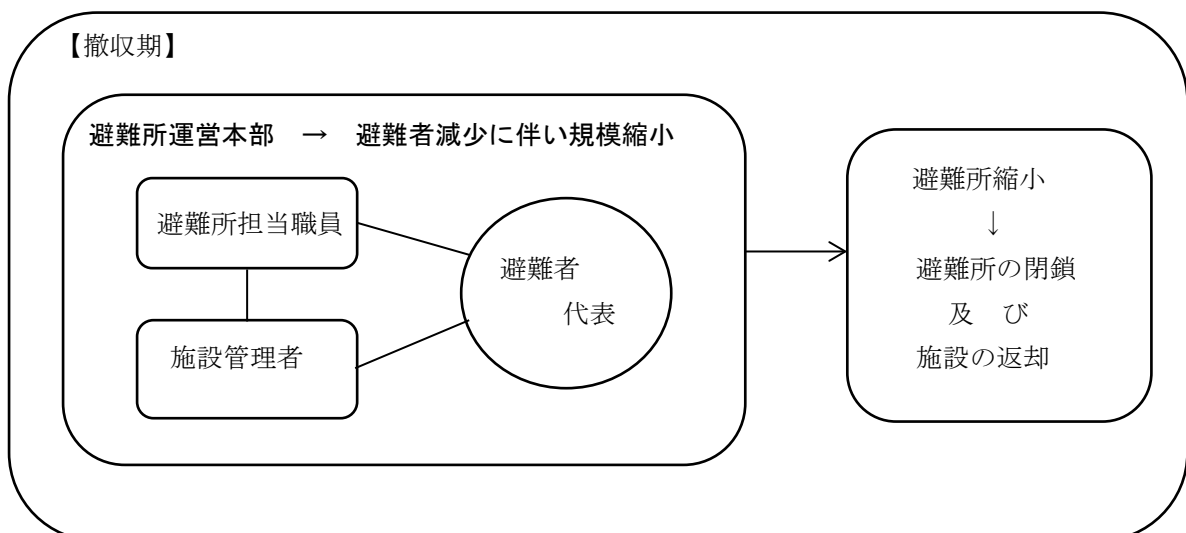 【撤収期】
避難所運営本部　→　避難者減少に伴い規模縮小
避難所担当職員
施設管理者
避難者
代表
避難所縮小
↓
避難所の閉鎖
及　び
施設の返却